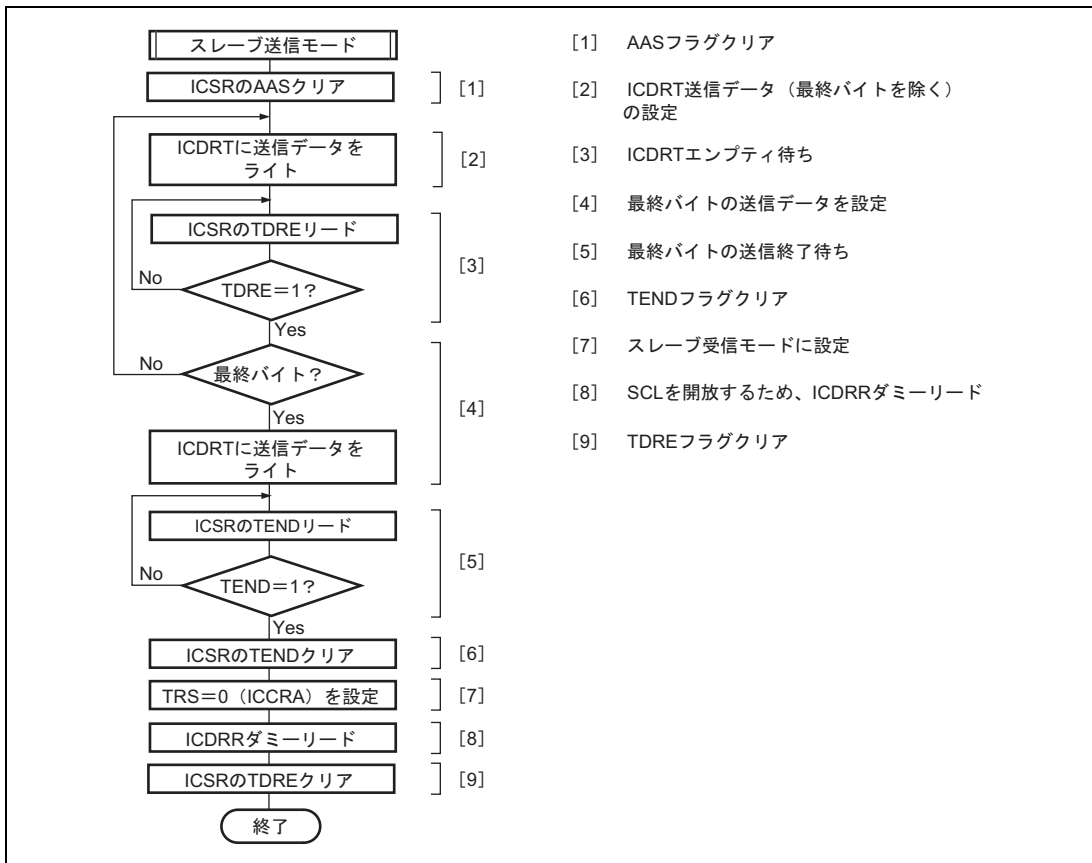 スレーブ送信モード
ICSRのAASクリア
[1]
ICDRTに送信データを
ライト
[2]
ICSRのTDREリード
[3]
No
TDRE=1?
Yes
No
最終バイト?
[4]
Yes
ICDRTに送信データを
ライト
ICSRのTENDリード
[5]
No
TEND=1?
Yes
ICSRのTENDクリア
[6]
TRS=0(ICCRA)を設定
[7]
ICDRRダミーリード
[8]
ICSRのTDREクリア
[9]
終了
[1] AASフラグクリア
[2] ICDRT送信データ(最終バイトを除く)
の設定
[3] ICDRTエンプティ待ち
[4] 最終バイトの送信データを設定
[5] 最終バイトの送信終了待ち
[6] TENDフラグクリア
[7] スレーブ受信モードに設定
[8] SCLを開放するため、ICDRRダミーリード
[9] TDREフラグクリア